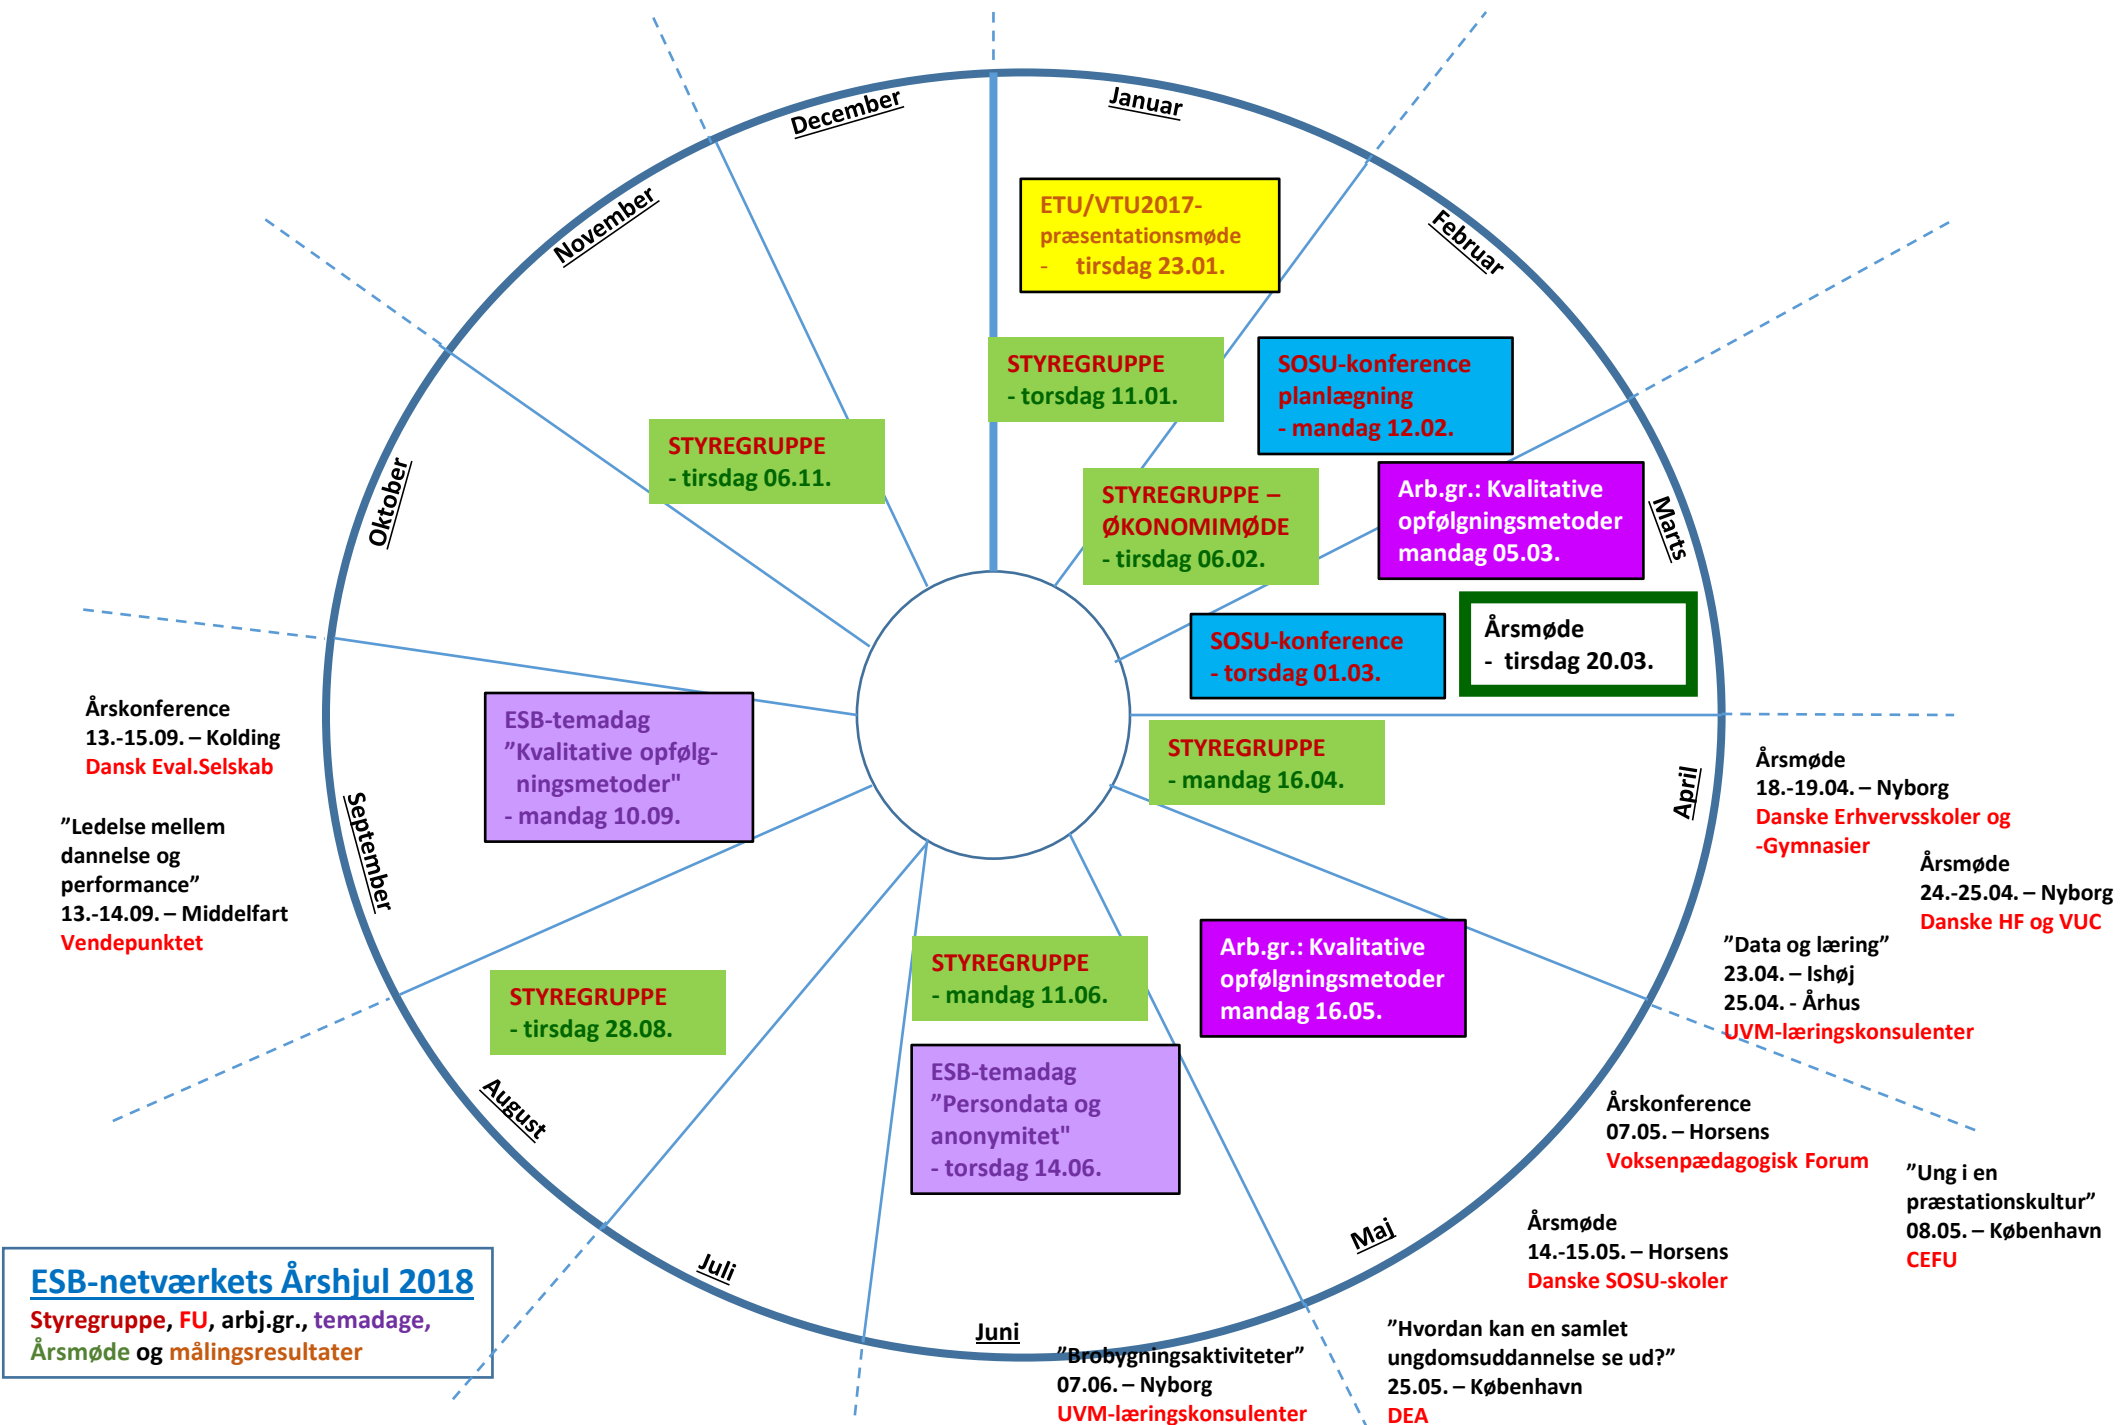 Januar
Februar
Marts
April
Maj
Juni
Juli
August
September
Oktober
November
December
ETU/VTU2017-
præsentationsmøde
- tirsdag 23.01.
STYREGRUPPE
- torsdag 11.01.
SOSU-konference
planlægning
- mandag 12.02.
STYREGRUPPE –
ØKONOMIMØDE
- tirsdag 06.02.
Arb.gr.: Kvalitative
opfølgningsmetoder
mandag 05.03.
SOSU-konference
- torsdag 01.03.
Årsmøde
- tirsdag 20.03.
STYREGRUPPE
- mandag 16.04.
Arb.gr.: Kvalitative
opfølgningsmetoder
mandag 16.05.
STYREGRUPPE
- mandag 11.06.
ESB-temadag
”Persondata og
anonymitet"
- torsdag 14.06.
STYREGRUPPE
- tirsdag 28.08.
ESB-temadag
”Kvalitative opfølg-
ningsmetoder"
- mandag 10.09.
STYREGRUPPE
- tirsdag 06.11.
Årsmøde
18.-19.04. – Nyborg
Danske Erhvervsskoler og
-Gymnasier
Årsmøde
24.-25.04. – Nyborg
Danske HF og VUC
”Data og læring”
23.04. – Ishøj
25.04. - Århus
UVM-læringskonsulenter
Årskonference
07.05. – Horsens
Voksenpædagogisk Forum
”Ung i en
præstationskultur”
08.05. – København
CEFU
Årsmøde
14.-15.05. – Horsens
Danske SOSU-skoler
”Hvordan kan en samlet
ungdomsuddannelse se ud?”
25.05. – København
DEA
”Brobygningsaktiviteter”
07.06. – Nyborg
UVM-læringskonsulenter
Årskonference
13.-15.09. – Kolding
Dansk Eval.Selskab
”Ledelse mellem
dannelse og
performance”
13.-14.09. – Middelfart
Vendepunktet
ESB-netværkets Årshjul 2018
Styregruppe, FU, arbj.gr., temadage,
Årsmøde og målingsresultater